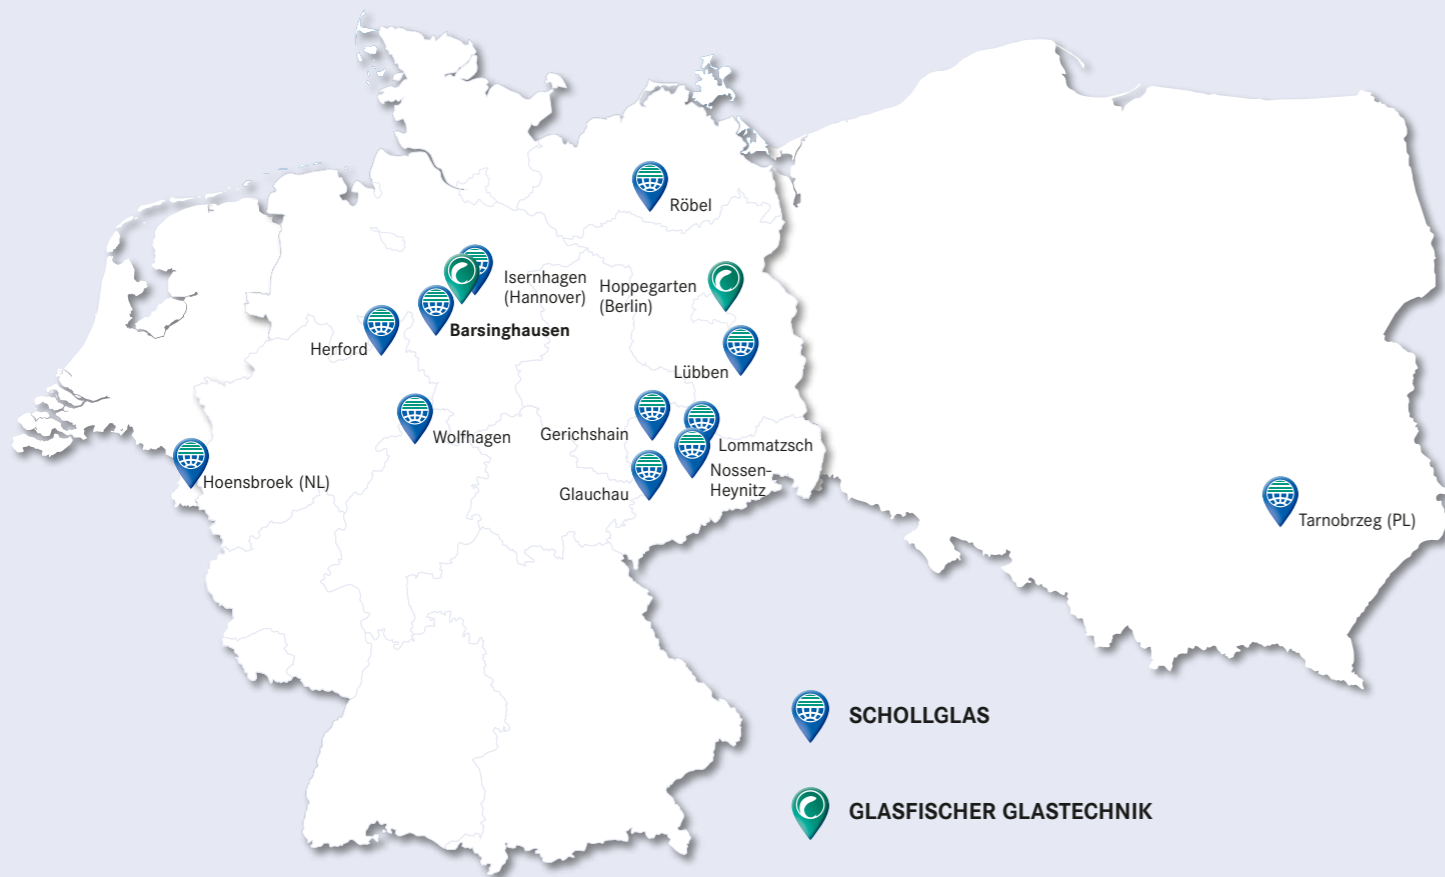 Röbel
Isernhagen
(Hannover)
Hoppegarten
(Berlin)
Barsinghausen
Herford
Lübben
Wolfhagen
Gerichshain
Lommatzsch
Nossen-
Heynitz
Hoensbroek (NL)
Glauchau
Tarnobrzeg (PL)
SCHOLLGLAS
GLASFISCHER GLASTECHNIK